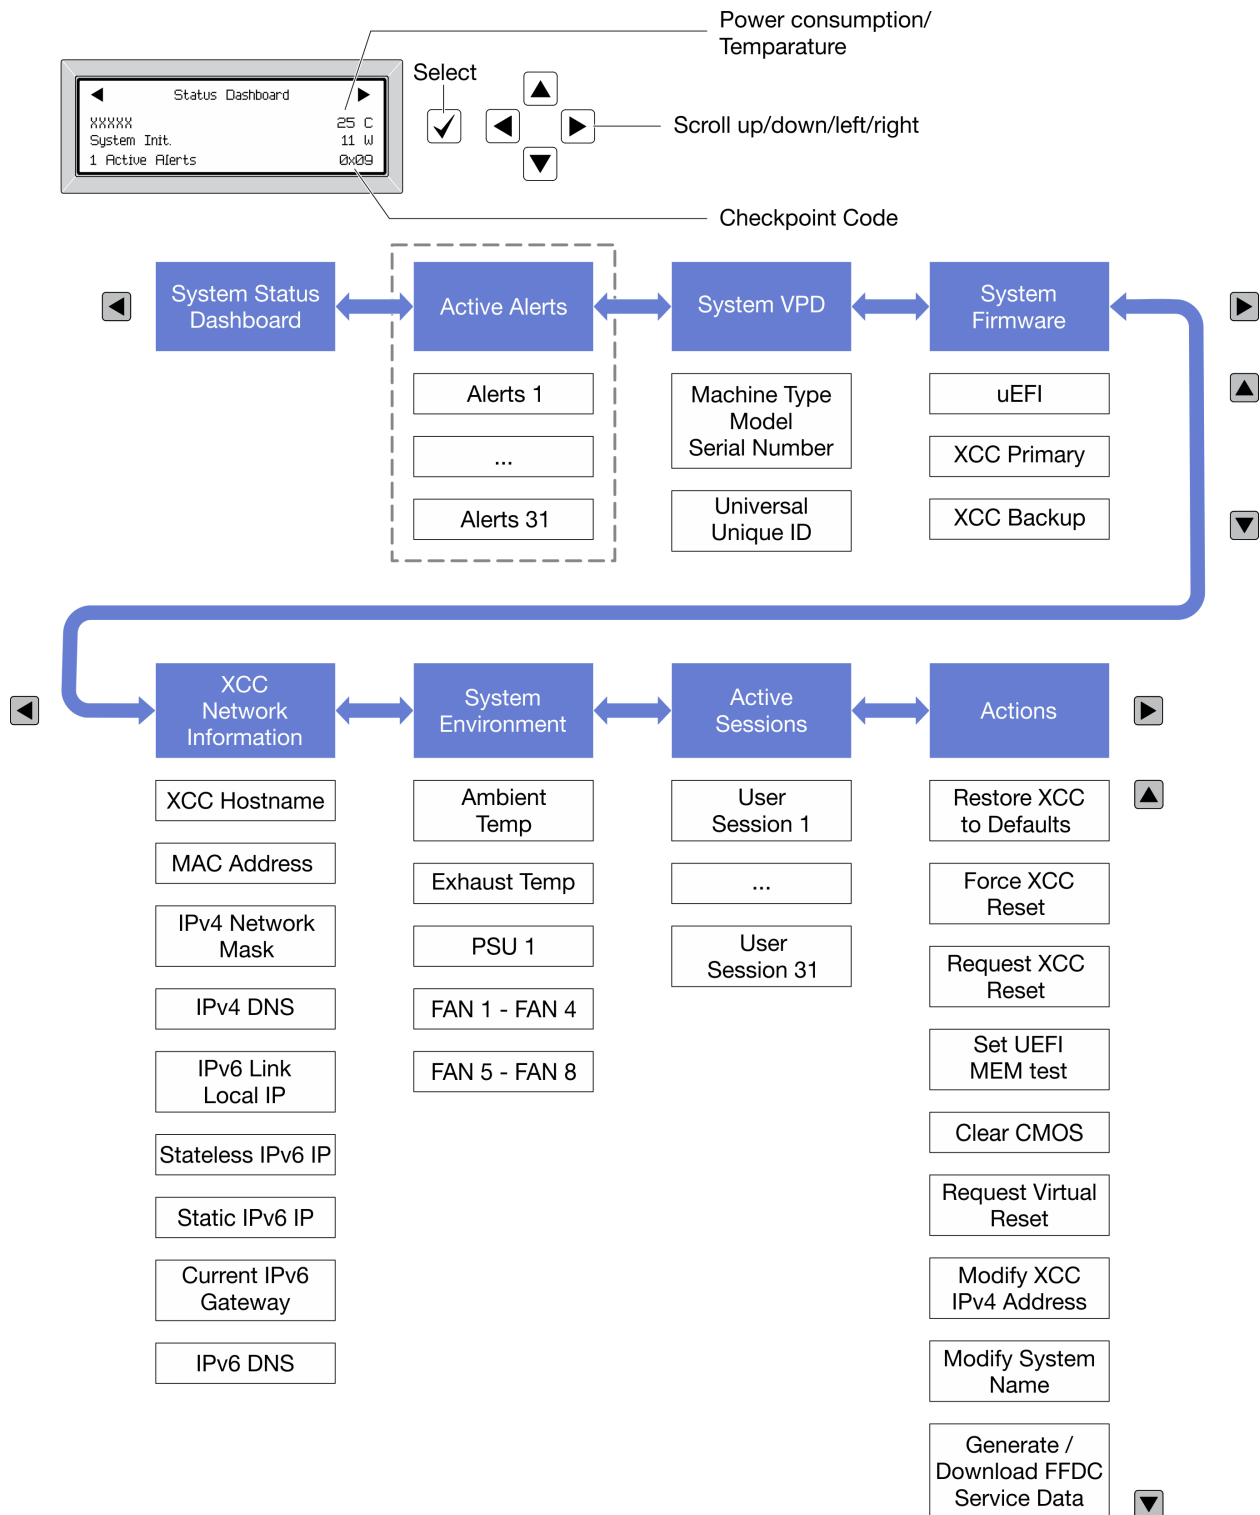 Power consumption/
Temparature
Select
Status Dashboard
XXXXX 25 C
System Init. 11 W
1 Active Alerts 0x09
Scroll up/down/left/right
Checkpoint Code
System Status
Dashboard
Active Alerts
System VPD
System
Firmware
Alerts 1
...
Alerts 31
Machine Type
Model
Serial Number
Universal
Unique ID
uEFI
XCC Primary
XCC Backup
XCC
Network
Information
System
Environment
Active
Sessions
Actions
XCC Hostname
MAC Address
IPv4 Network
Mask
IPv4 DNS
IPv6 Link
Local IP
Stateless IPv6 IP
Static IPv6 IP
Current IPv6
Gateway
IPv6 DNS
Ambient
Temp
Exhaust Temp
PSU 1
FAN 1 - FAN 4
FAN 5 - FAN 8
User
Session 1
...
User
Session 31
Restore XCC
to Defaults
Force XCC
Reset
Request XCC
Reset
Set UEFI
MEM test
Clear CMOS
Request Virtual
Reset
Modify XCC
IPv4 Address
Modify System
Name
Generate /
Download FFDC
Service Data